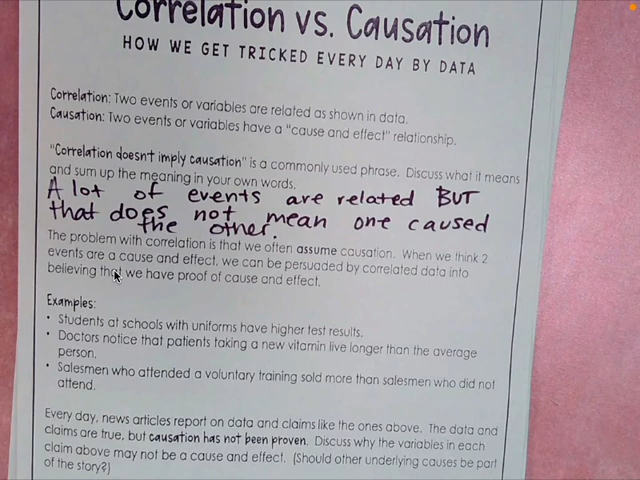 Correlation vs. Causation
HOW WE GET TRICKED EVERY DAY BY DATA
Correlation: Two events or variables are related as shown in data.
Causation: Two events or variables have a "cause and effect" relationship.
"Correlation doesn't imply causation" is a commonly used phrase. Discuss what it means
and sum up the meaning in your own words.
A lot of events are related BUT
that does not mean one caused
the other.
The problem with correlation is that we often assume causation. When we think 2
events are a cause and effect, we can be persuaded by correlated data into
believing that we have proof of cause and effect.
Examples:
• Students at schools with uniforms have higher test results.
• Doctors notice that patients taking a new vitamin live longer than the average
person.
• Salesmen who attended a voluntary training sold more than salesmen who did not
attend.
Every day, news articles report on data and claims like the ones above. The data and
claims are true, but causation has not been proven. Discuss why the variables in each
claim above may not be a cause and effect. (Should other underlying causes be part
of the story?)